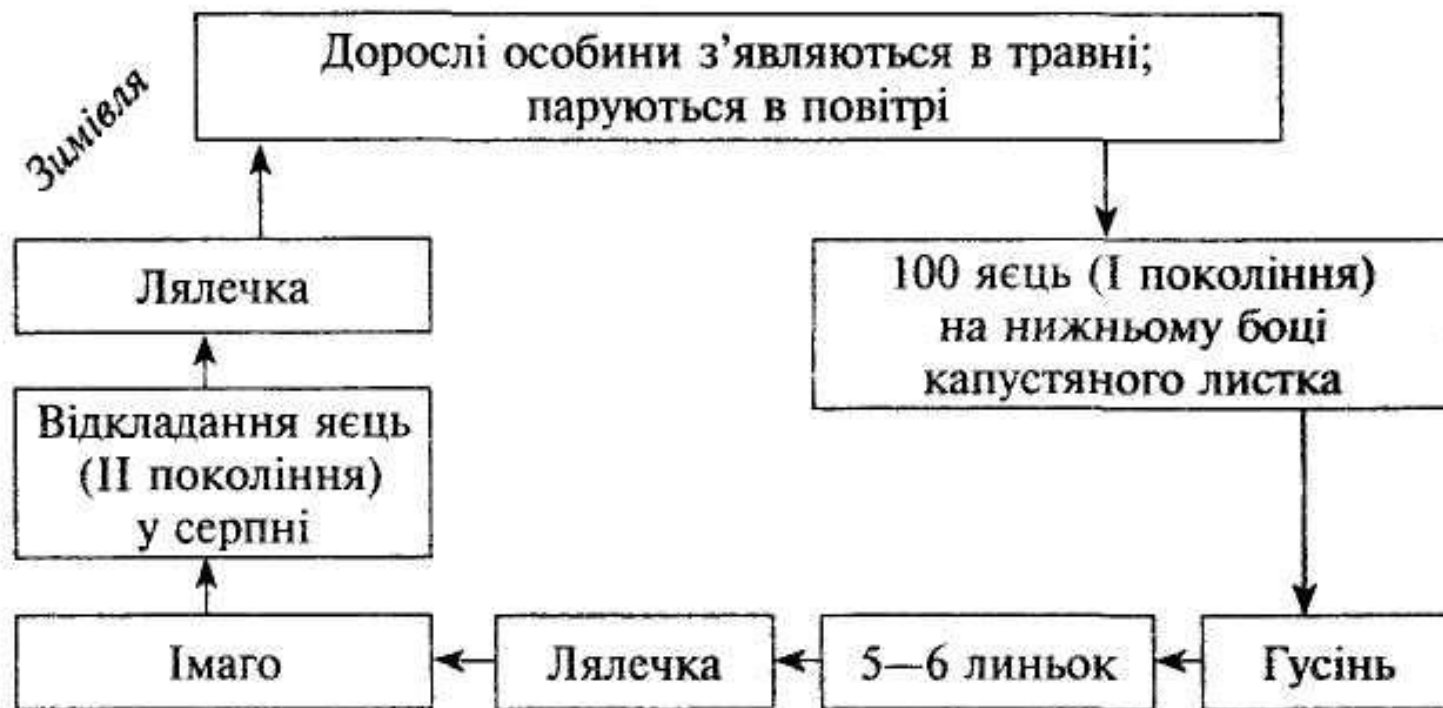 Дорослі особини з’являються в травні;
паруються в повітрі
Зимівля
Лялечка
100 яєць (І покоління)
на нижньому боці
капустяного листка
Відкладання яєць
(ІІ покоління)
у серпні
Імаго
Лялечка
5—6 линьок
Гусінь